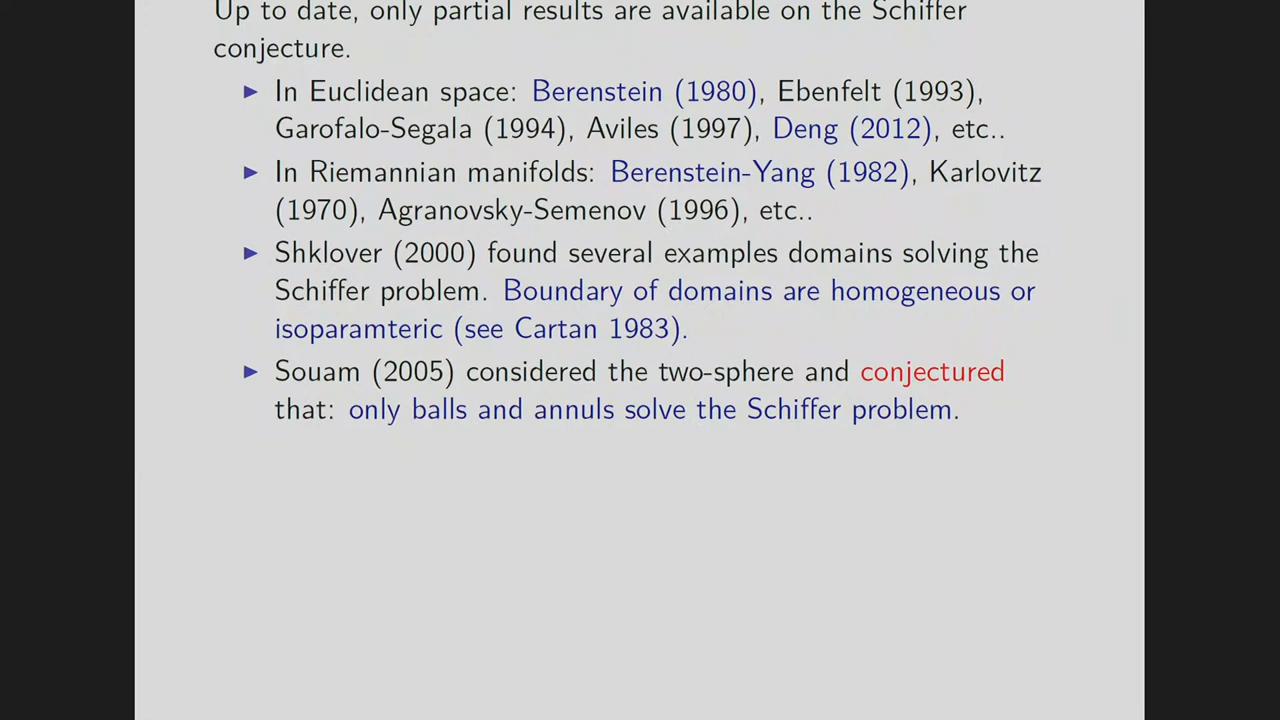 Up to date, only partial results are available on the Schiffer
conjecture.
▶ In Euclidean space: Berenstein (1980), Ebenfelt (1993),
Garofalo-Segala (1994), Aviles (1997), Deng (2012), etc..
▶ In Riemannian manifolds: Berenstein-Yang (1982), Karlovitz
(1970), Agranovsky-Semenov (1996), etc..
▶ Shklover (2000) found several examples domains solving the
Schiffer problem. Boundary of domains are homogeneous or
isoparamteric (see Cartan 1983).
▶ Souam (2005) considered the two-sphere and conjectured
that: only balls and annuls solve the Schiffer problem.